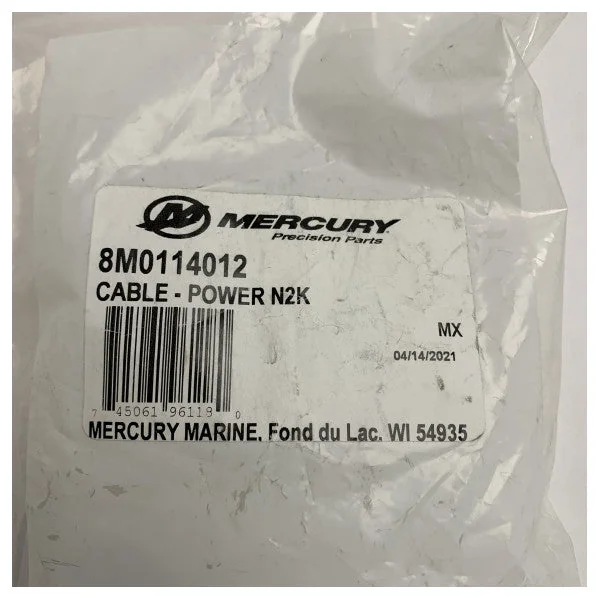 MERCURY
Precision Parts
8M0114012
CABLE - POWER N2K
MX
04/14/2021
7 45061 96118 0
MERCURY MARINE, Fond du Lac, WI 54935